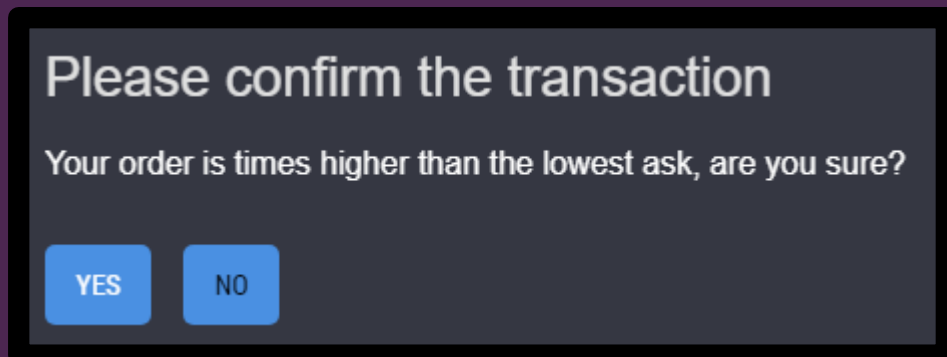 Please confirm the transaction
Your order is times higher than the lowest ask, are you sure?
YES
NO